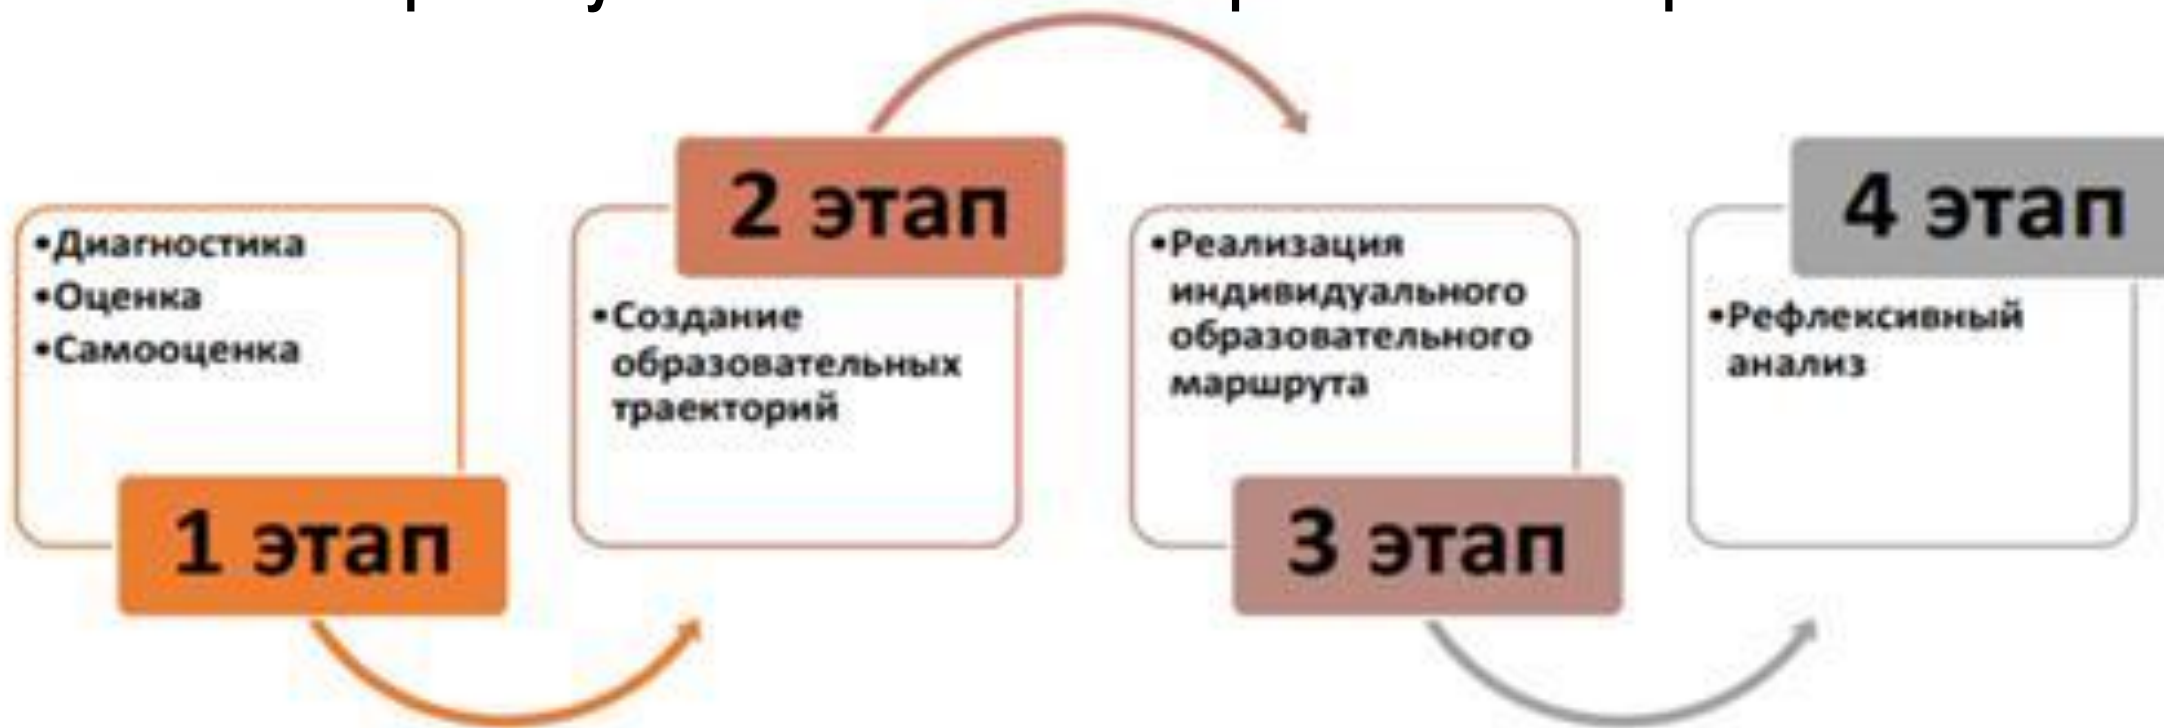 •Диагностика
•Оценка
•Самооценка
1 этап
2 этап
•Создание
образовательных
траекторий
•Реализация
индивидуального
образовательного
маршрута
3 этап
4 этап
•Рефлексивный
анализ